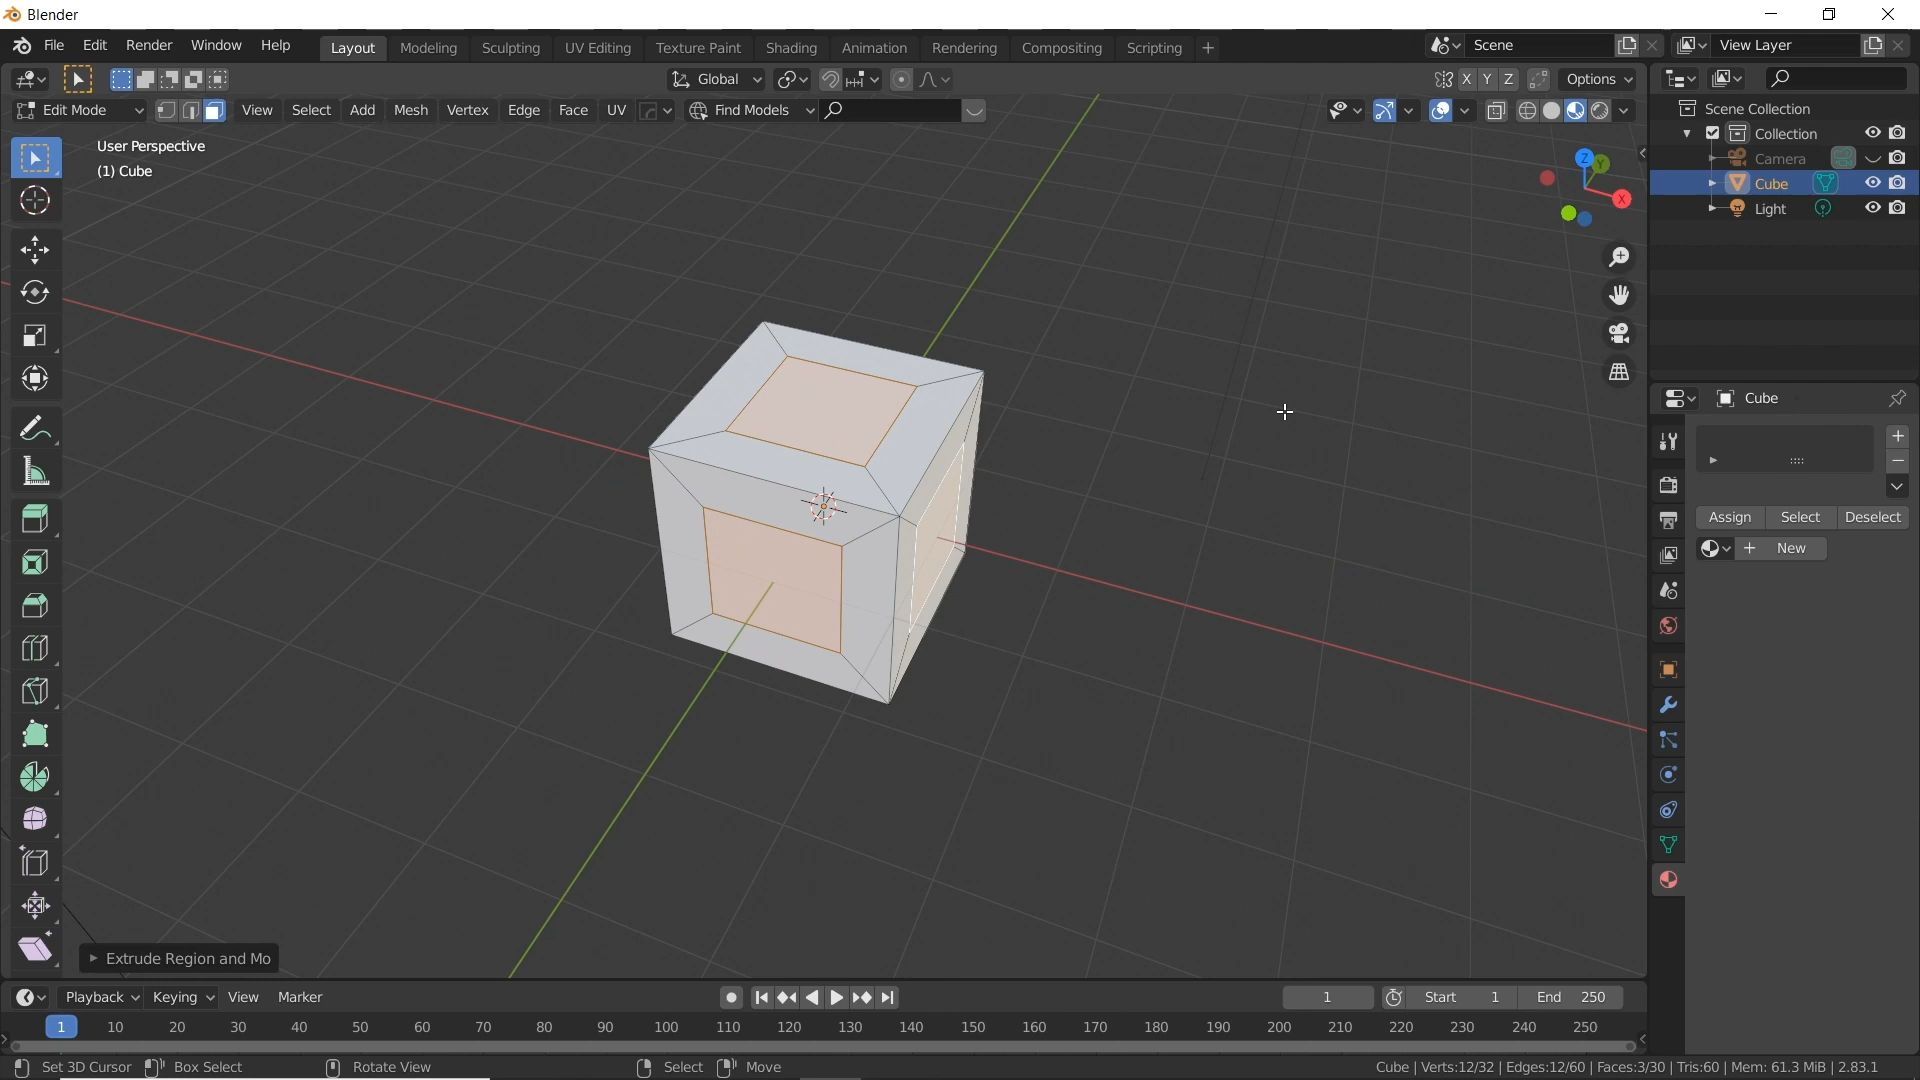 Blender
File Edit Render Window Help Layout Modeling Sculpting UV Editing Texture Paint Shading Animation Rendering Compositing Scripting + Scene View Layer
Global X Y Z Options
Edit Mode View Select Add Mesh Vertex Edge Face UV Find Models
User Perspective
(1) Cube
Z
Y
X
Scene Collection
Collection
Camera
Cube
Light
Cube
Assign Select Deselect
+ New
Extrude Region and Mo
Playback Keying View Marker 1 Start 1 End 250
1 10 20 30 40 50 60 70 80 90 100 110 120 130 140 150 160 170 180 190 200 210 220 230 240 250
Set 3D Cursor Box Select Rotate View Select Move Cube | Verts:12/32 | Edges:12/60 | Faces:3/30 | Tris:60 | Mem: 61.3 MiB | 2.83.1